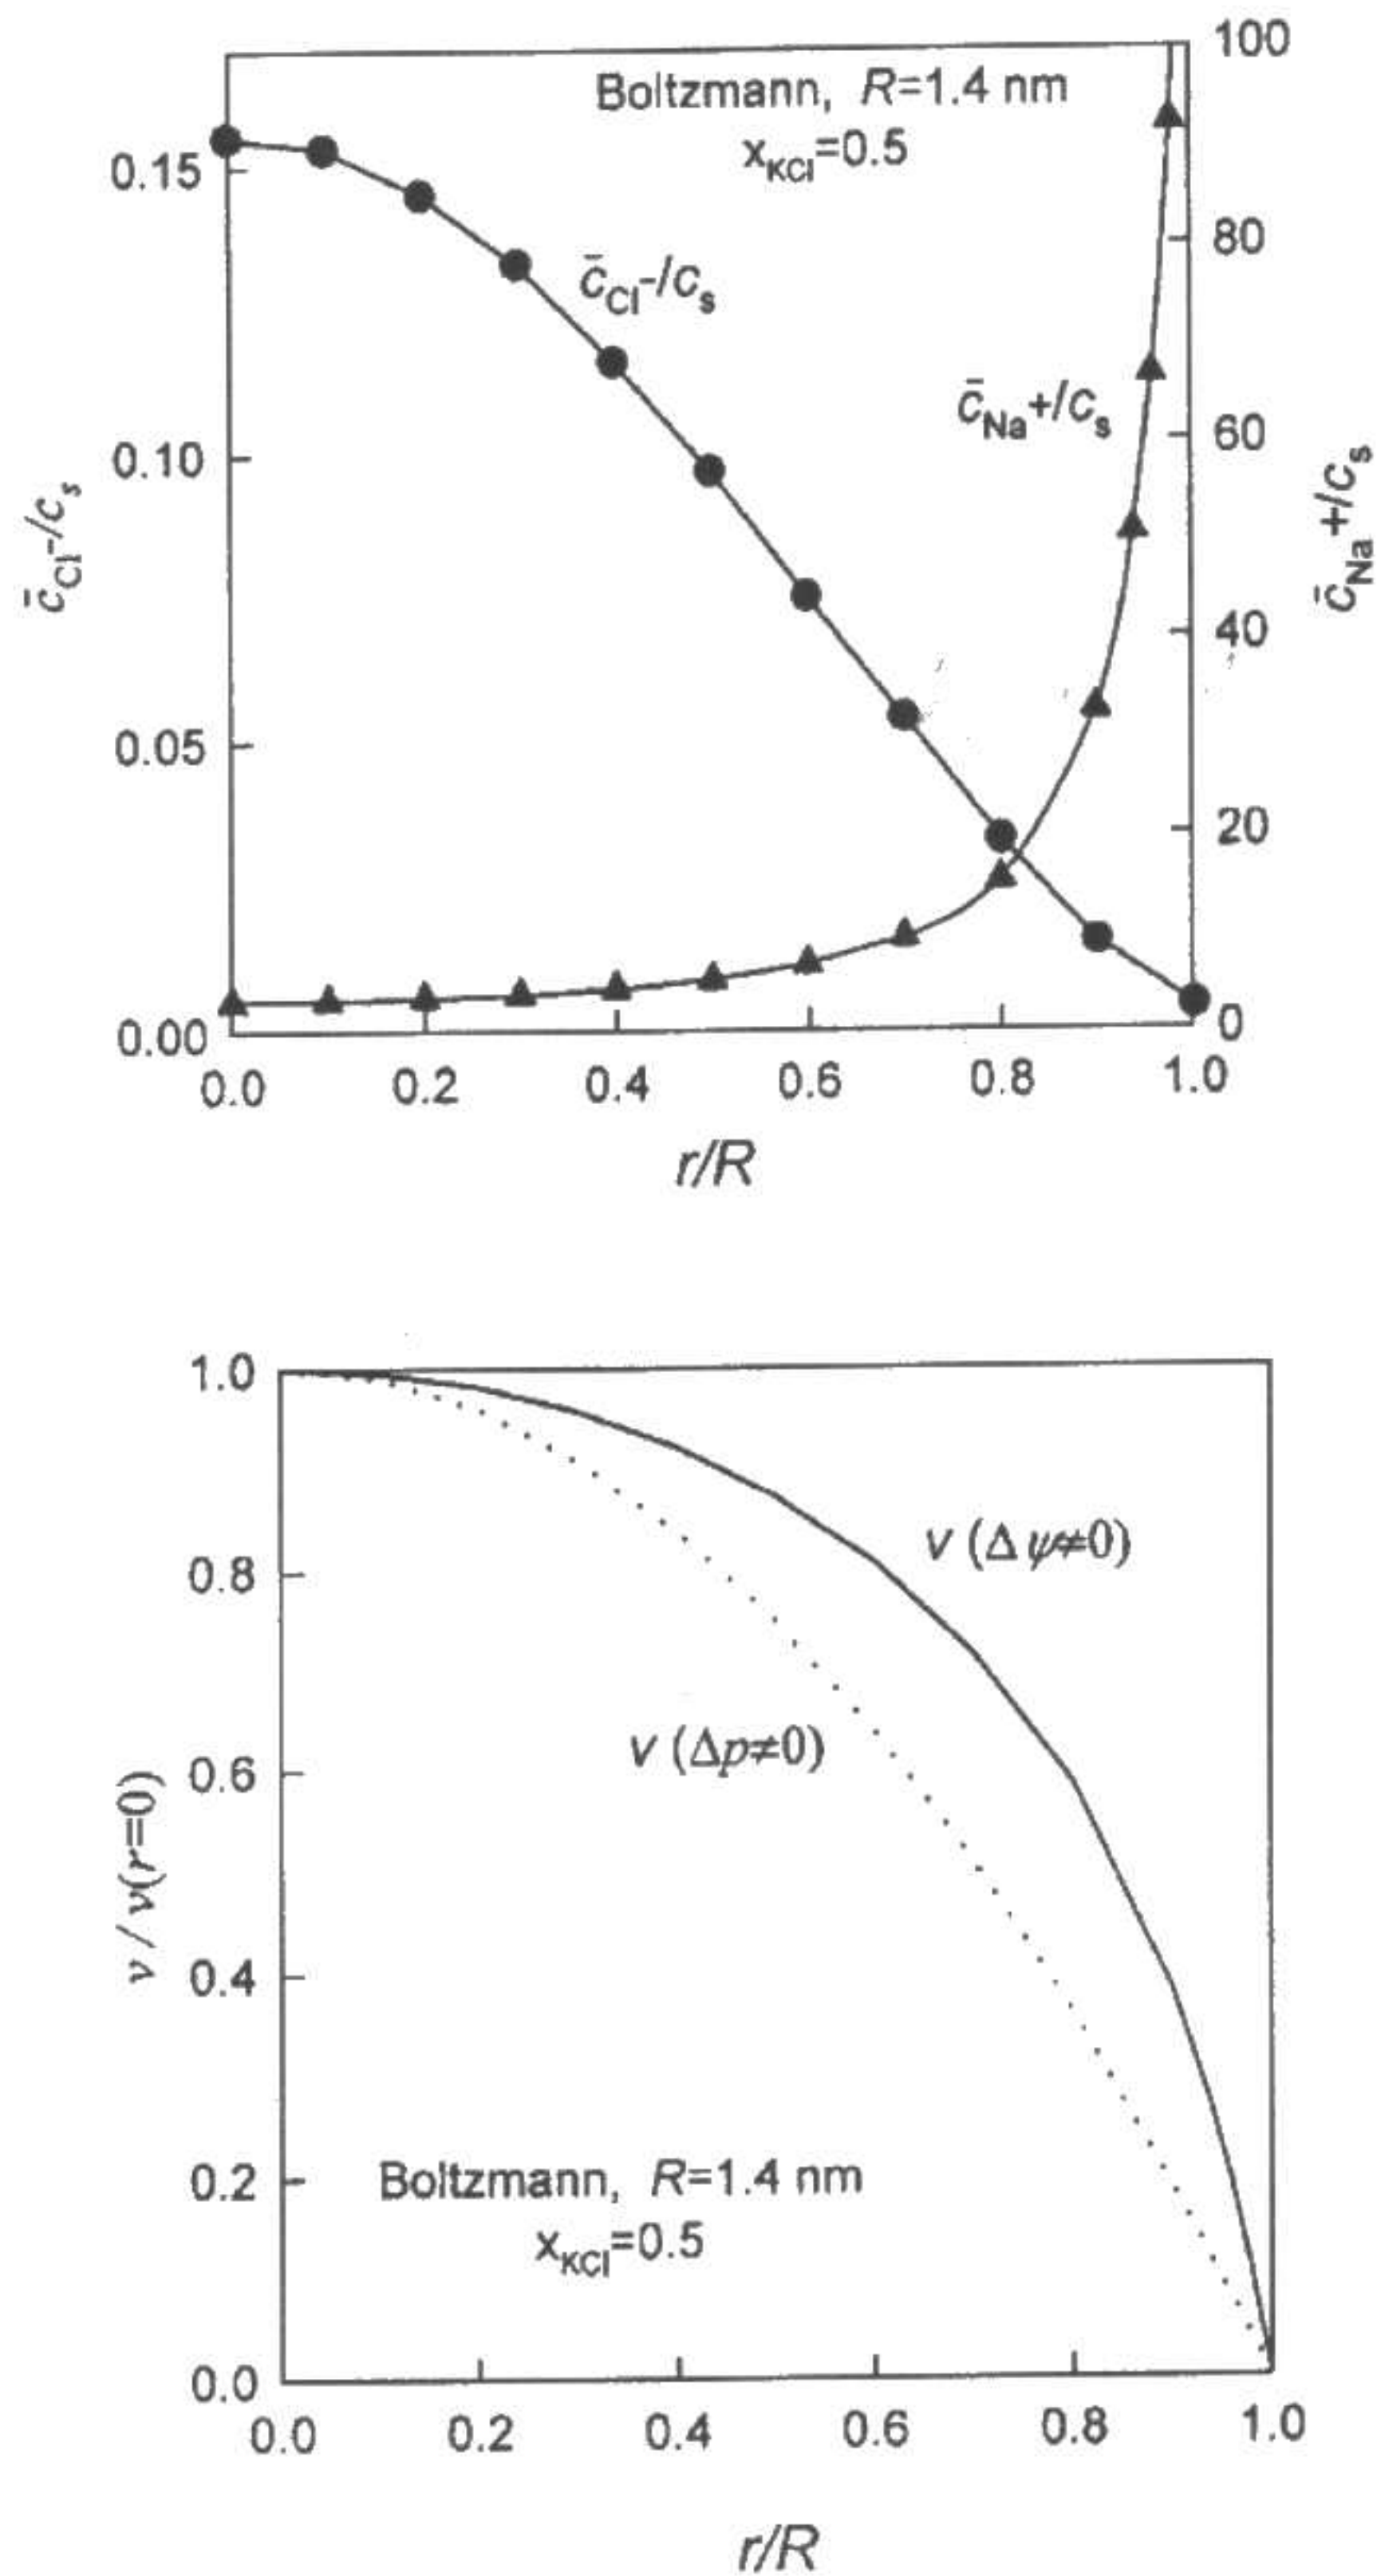 Boltzmann, R=1.4 nm
x_KCl=0.5
c̄_Cl-/c_s
c̄_Na+/c_s
c̄_Cl-/c_s
0.15
0.10
0.05
0.00
100
80
60
40
20
0
c̄_Na+/c_s
0.0 0.2 0.4 0.6 0.8 1.0
r/R
v / v(r=0)
1.0
0.8
0.6
0.4
0.2
0.0
v (Δψ≠0)
v (Δp≠0)
Boltzmann, R=1.4 nm
x_KCl=0.5
0.0 0.2 0.4 0.6 0.8 1.0
r/R